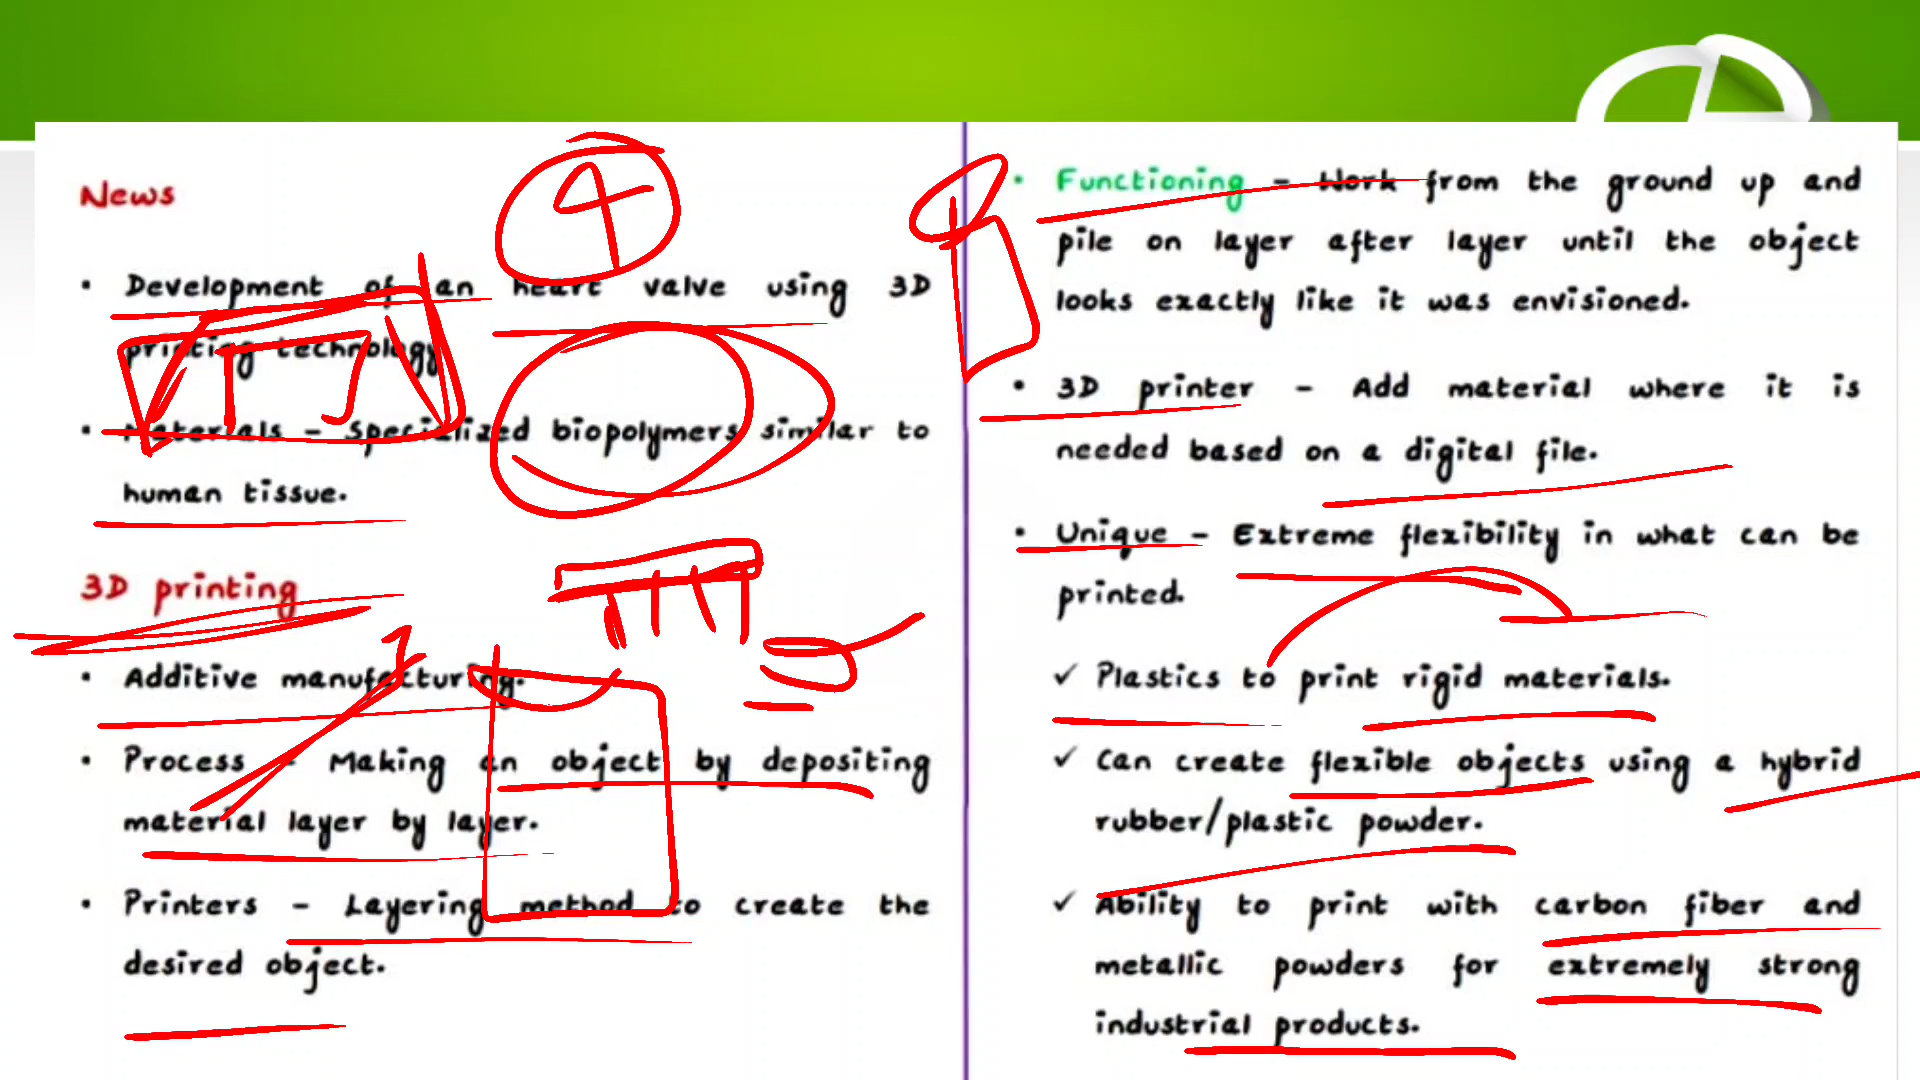 News
• Development of an heart valve using 3D
printing technology
• Materials – Specialized biopolymers similar to
human tissue.
3D printing
• Additive manufacturing.
• Process – Making an object by depositing
material layer by layer.
• Printers – Layering method to create the
desired object.
4
• Functioning – Work from the ground up and
pile on layer after layer until the object
looks exactly like it was envisioned.
• 3D printer – Add material where it is
needed based on a digital file.
• Unique – Extreme flexibility in what can be
printed.
✓ Plastics to print rigid materials.
✓ Can create flexible objects using a hybrid
rubber/plastic powder.
✓ Ability to print with carbon fiber and
metallic powders for extremely strong
industrial products.